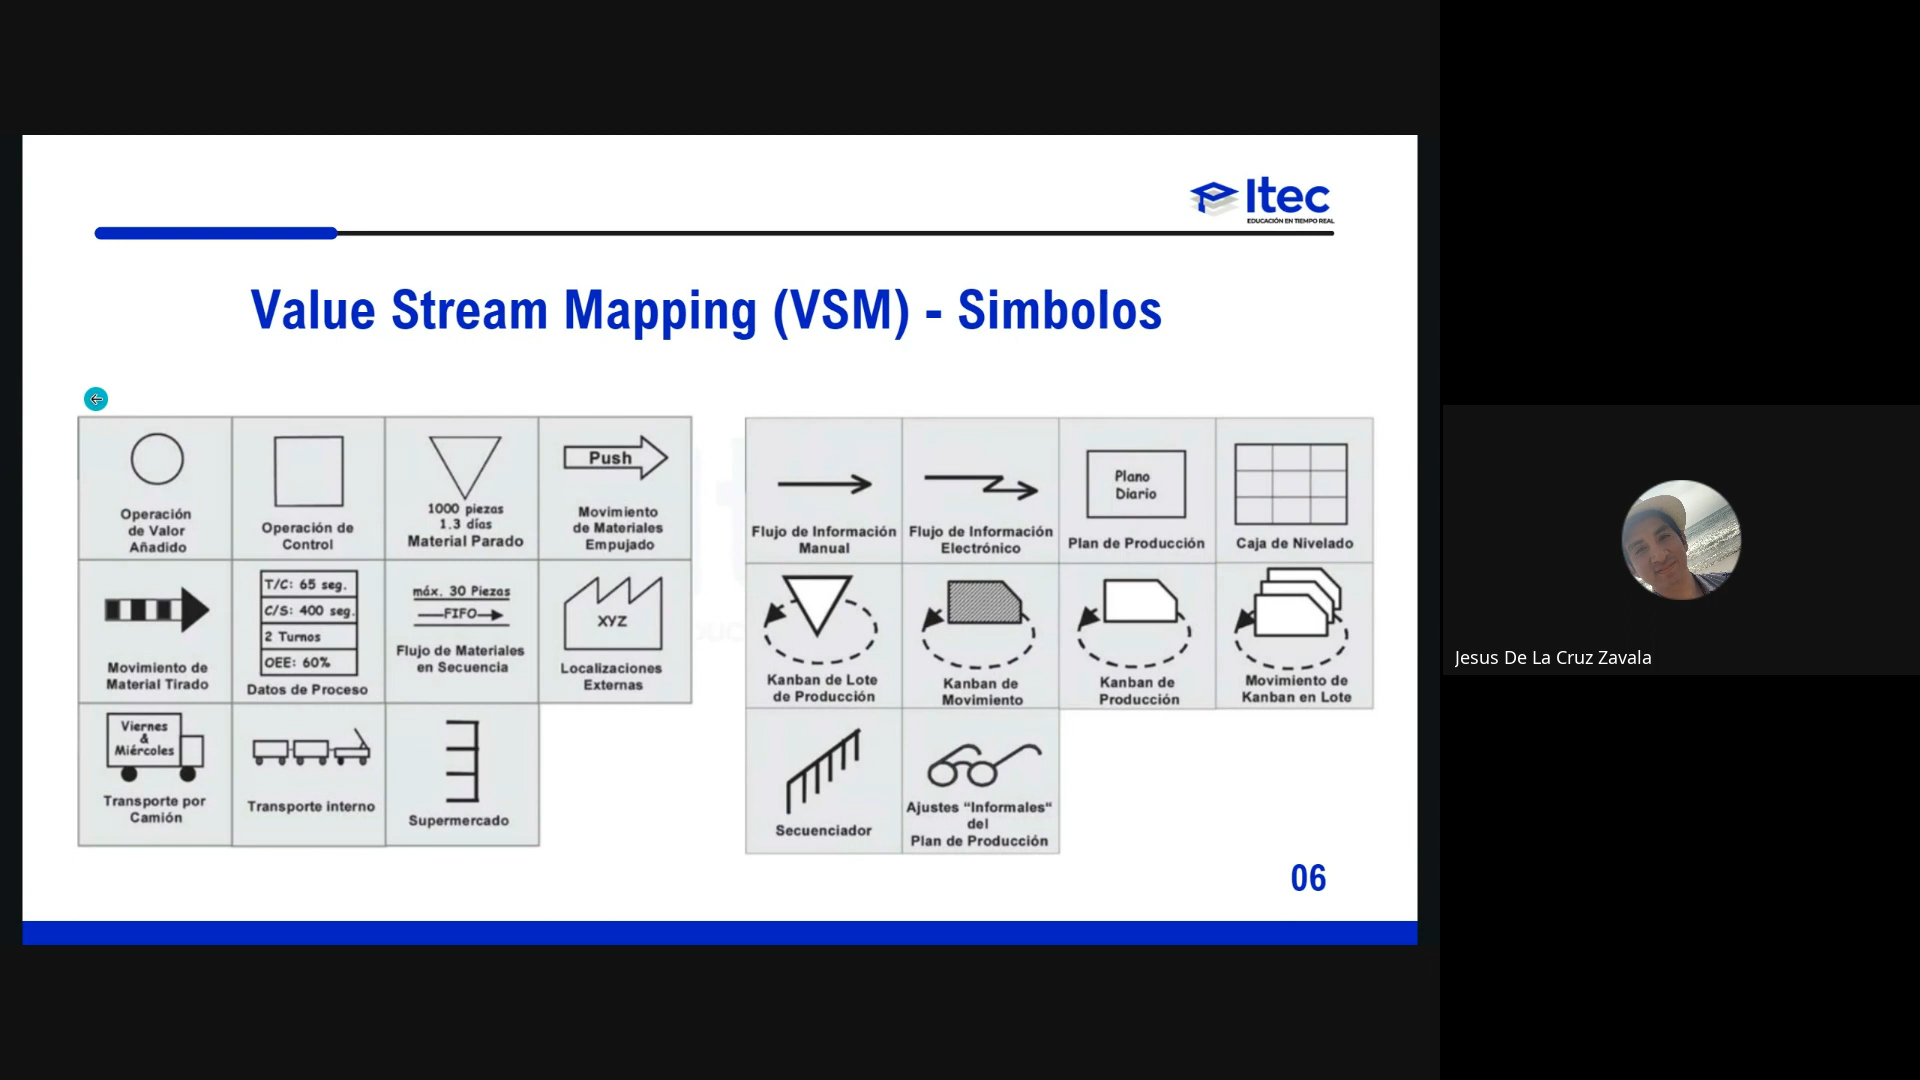 Itec
EDUCACIÓN EN TIEMPO REAL
Value Stream Mapping (VSM) - Simbolos
Operación
de Valor
Añadido
Operación de
Control
1000 piezas
1.3 días
Material Parado
Push
Movimiento
de Materiales
Empujado
Movimiento de
Material Tirado
T/C: 65 seg.
C/S: 400 seg.
2 Turnos
OEE: 60%
Datos de Proceso
máx. 30 Piezas
FIFO
Flujo de Materiales
en Secuencia
XYZ
Localizaciones
Externas
Viernes
&
Miércoles
Transporte por
Camión
Transporte interno
Supermercado
Flujo de Información
Manual
Flujo de Información
Electrónico
Plano
Diario
Plan de Producción
Caja de Nivelado
Kanban de Lote
de Producción
Kanban de
Movimiento
Kanban de
Producción
Movimiento de
Kanban en Lote
Secuenciador
Ajustes "Informales"
del
Plan de Producción
06
Jesus De La Cruz Zavala